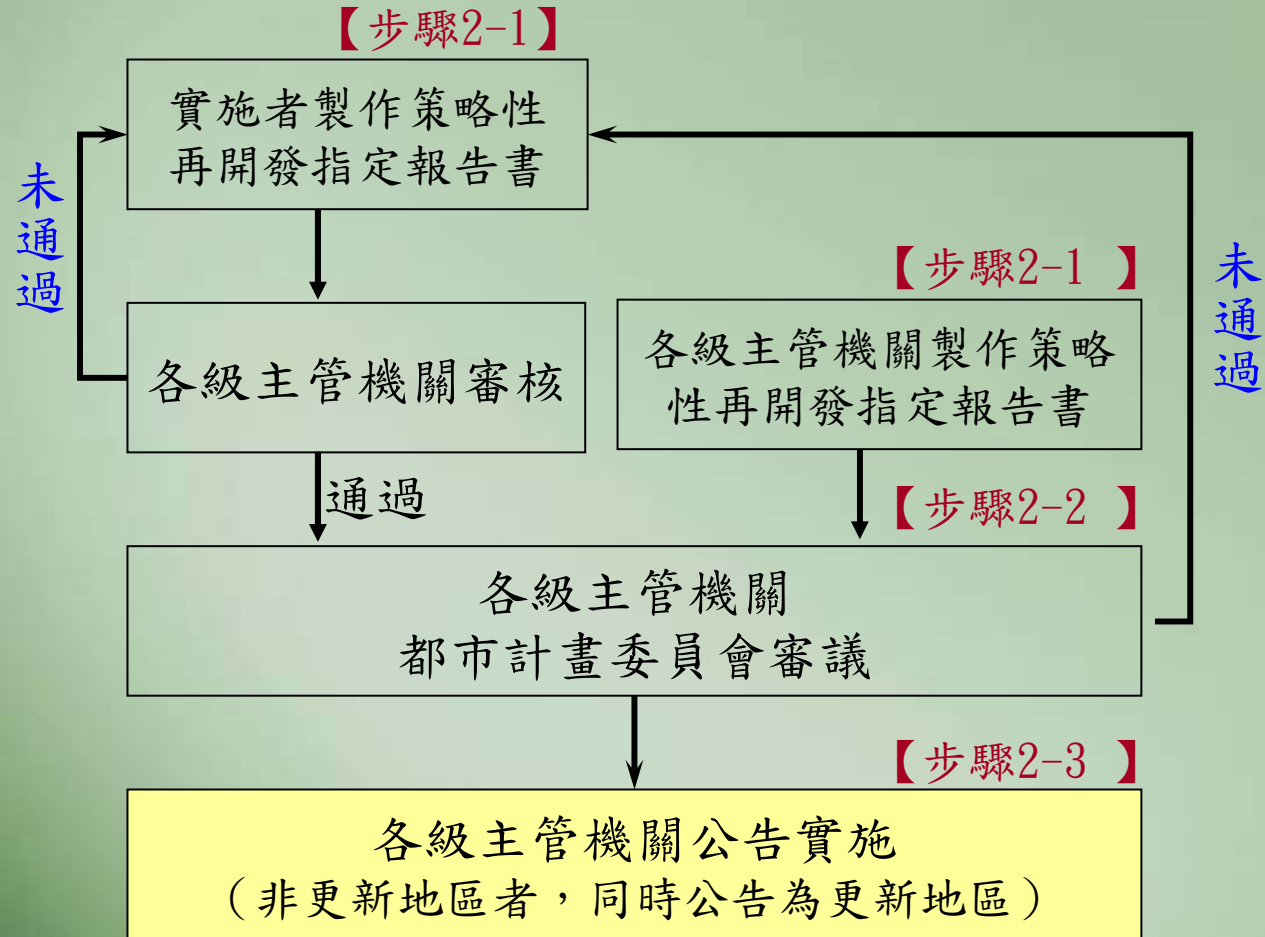 【步驟2-1】
實施者製作策略性
再開發指定報告書
未通過
各級主管機關審核
【步驟2-1 】
各級主管機關製作策略
性再開發指定報告書
未通過
通過
【步驟2-2 】
各級主管機關
都市計畫委員會審議
【步驟2-3 】
各級主管機關公告實施
（非更新地區者，同時公告為更新地區）